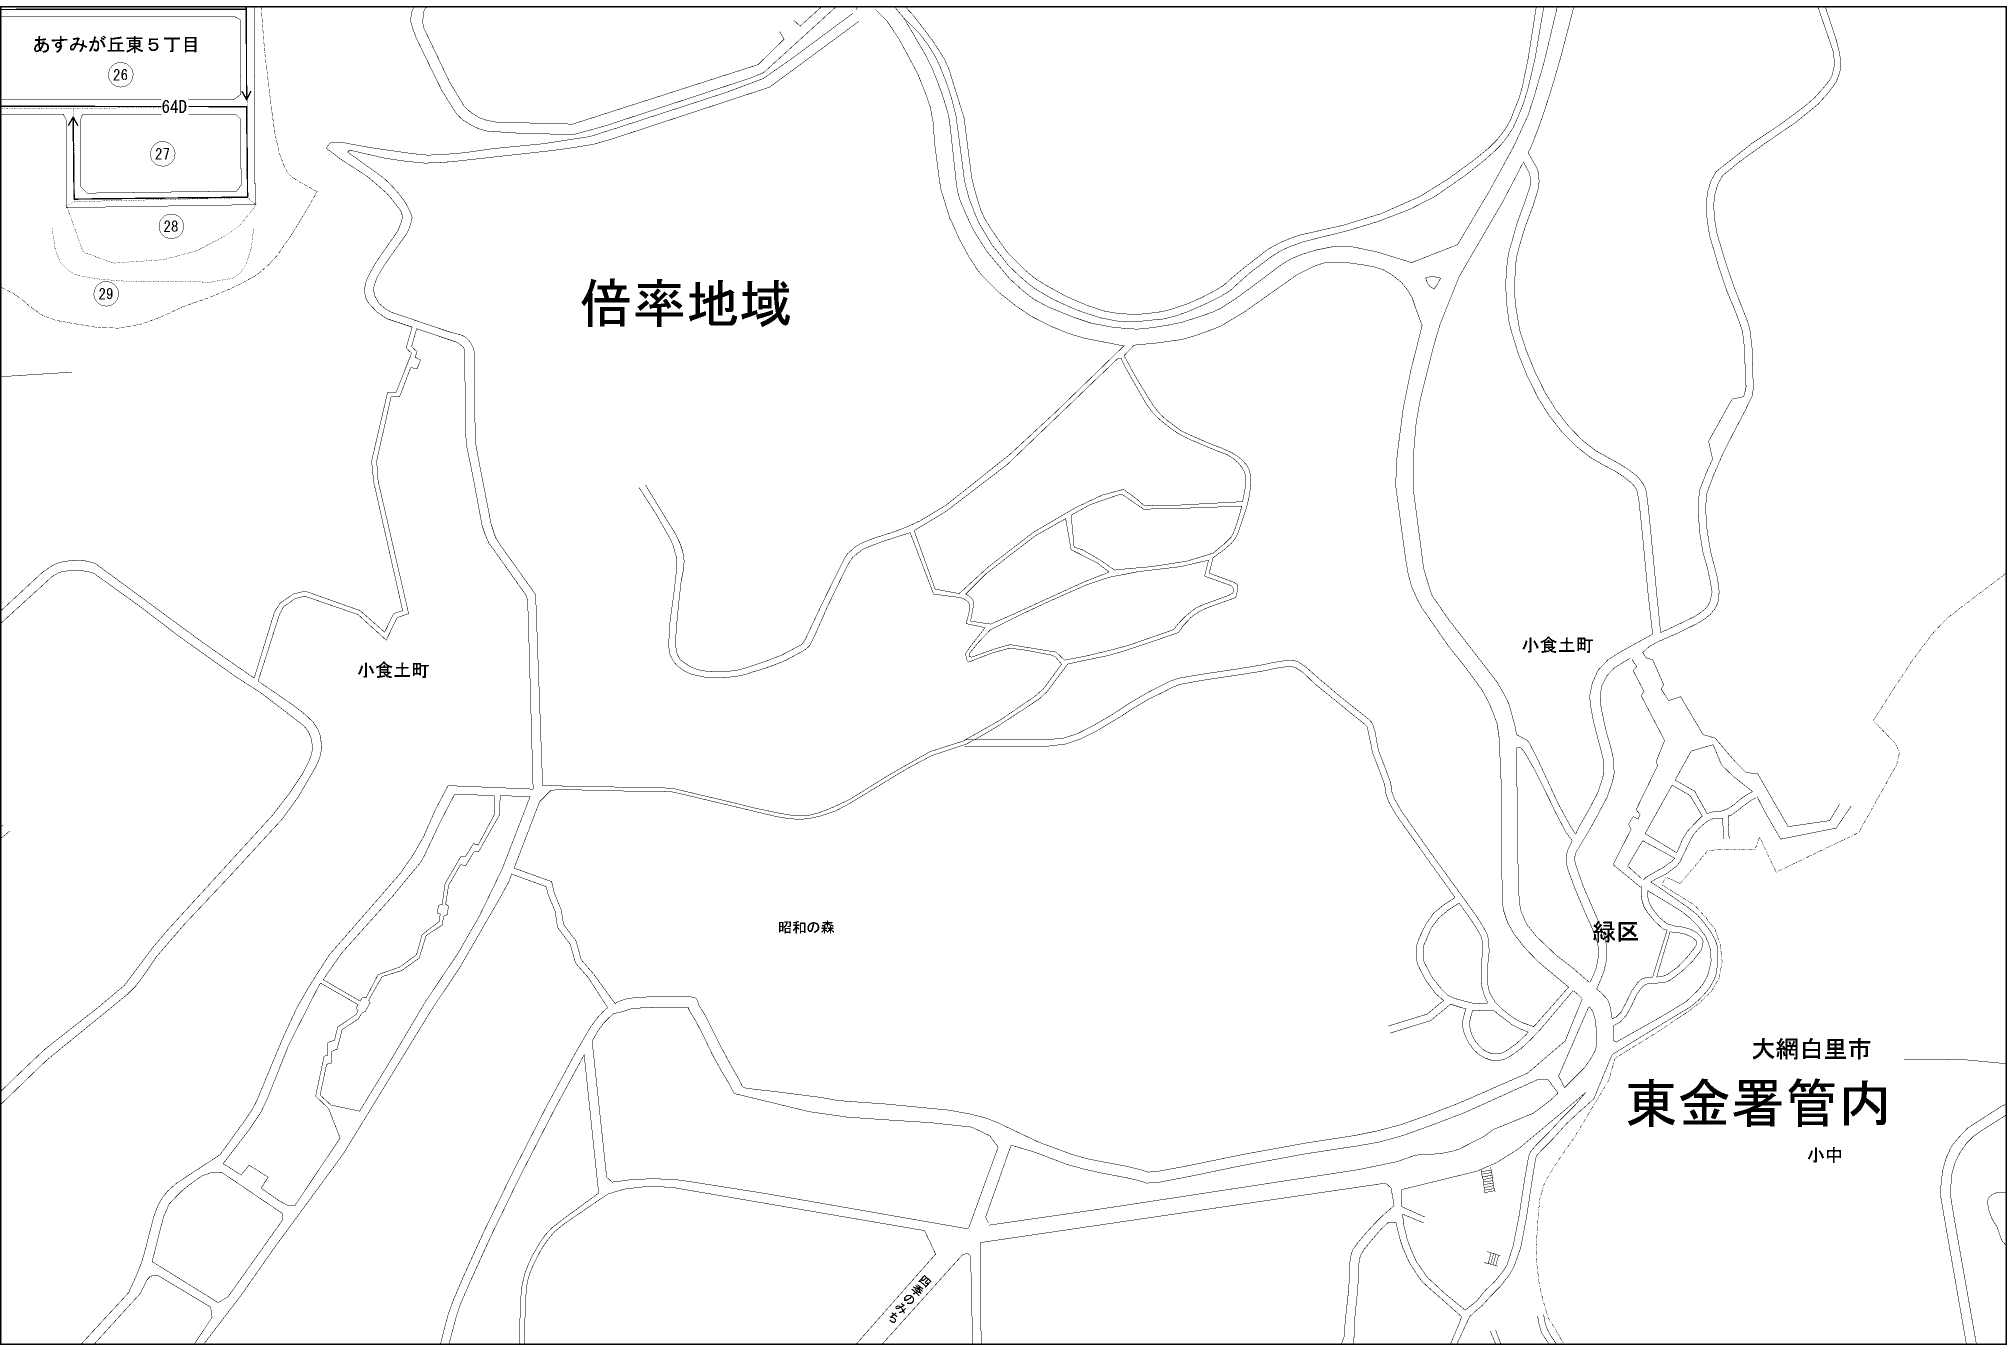 あすみが丘東5丁目
26
64D
27
28
29
倍率地域
小食土町
小食土町
昭和の森
緑区
大網白里市
東金署管内
小中
四季のみち